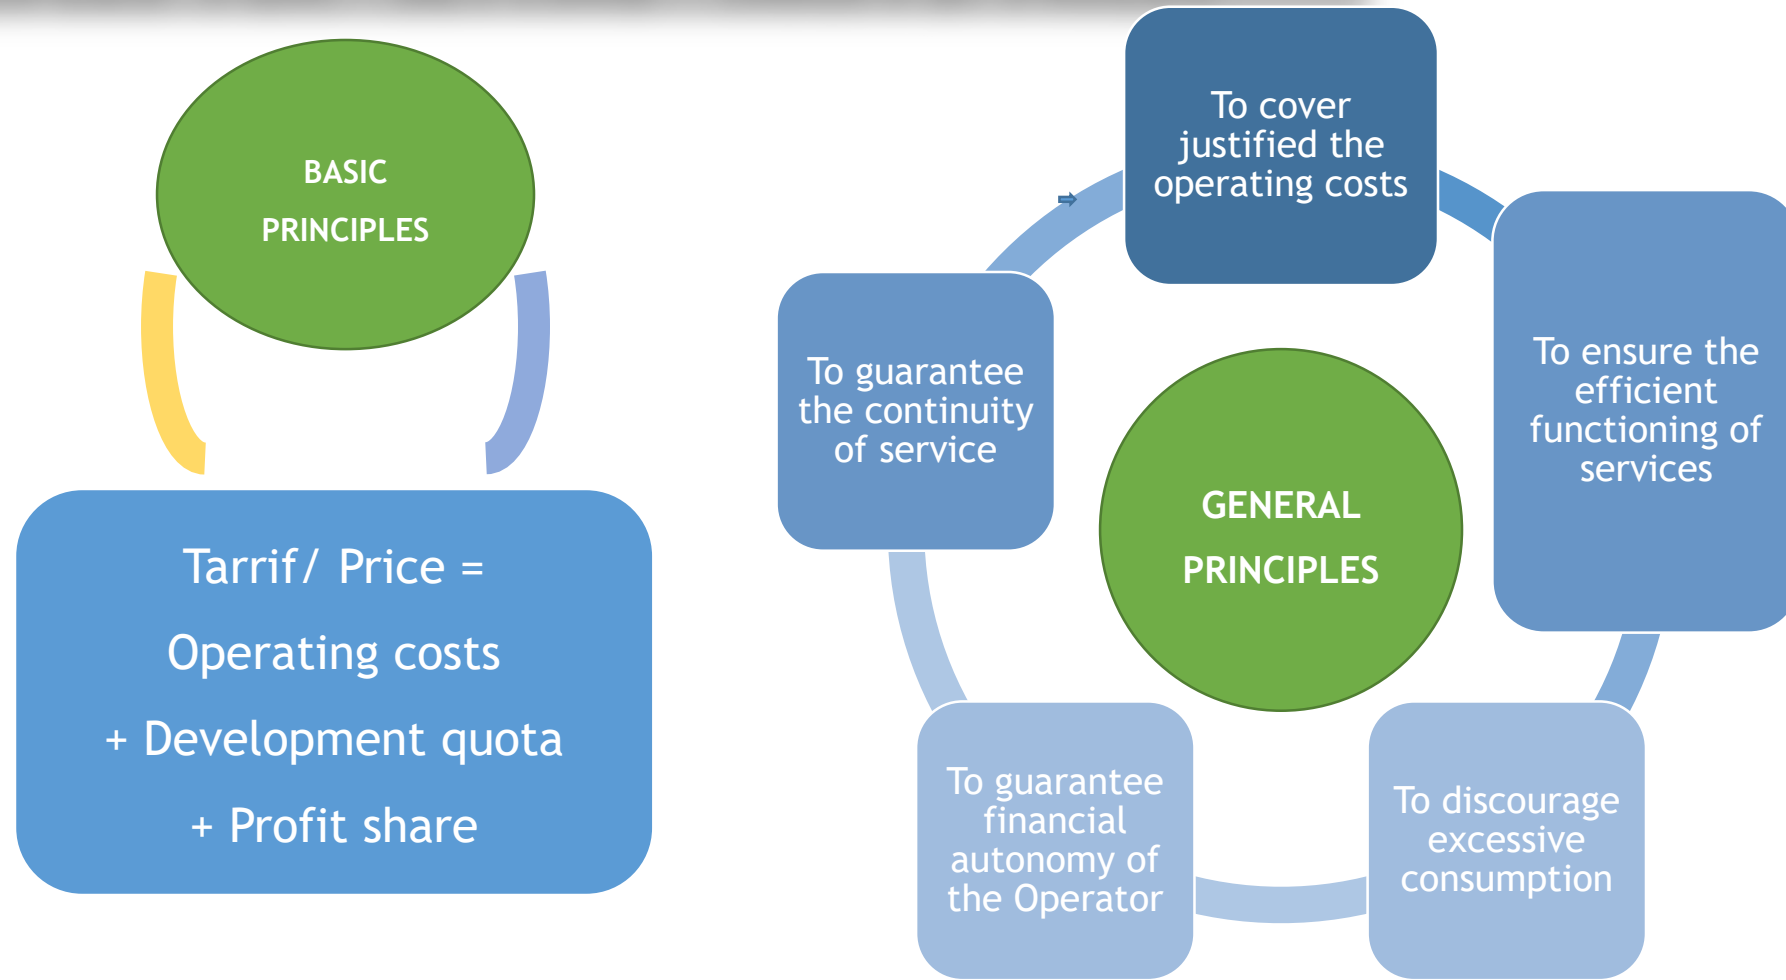 BASIC
PRINCIPLES
Tarrif/ Price =
Operating costs
+ Development quota
+ Profit share
To cover
justified the
operating costs
To ensure the
efficient
functioning of
services
To discourage
excessive
consumption
To guarantee
financial
autonomy of
the Operator
To guarantee
the continuity
of service
GENERAL
PRINCIPLES